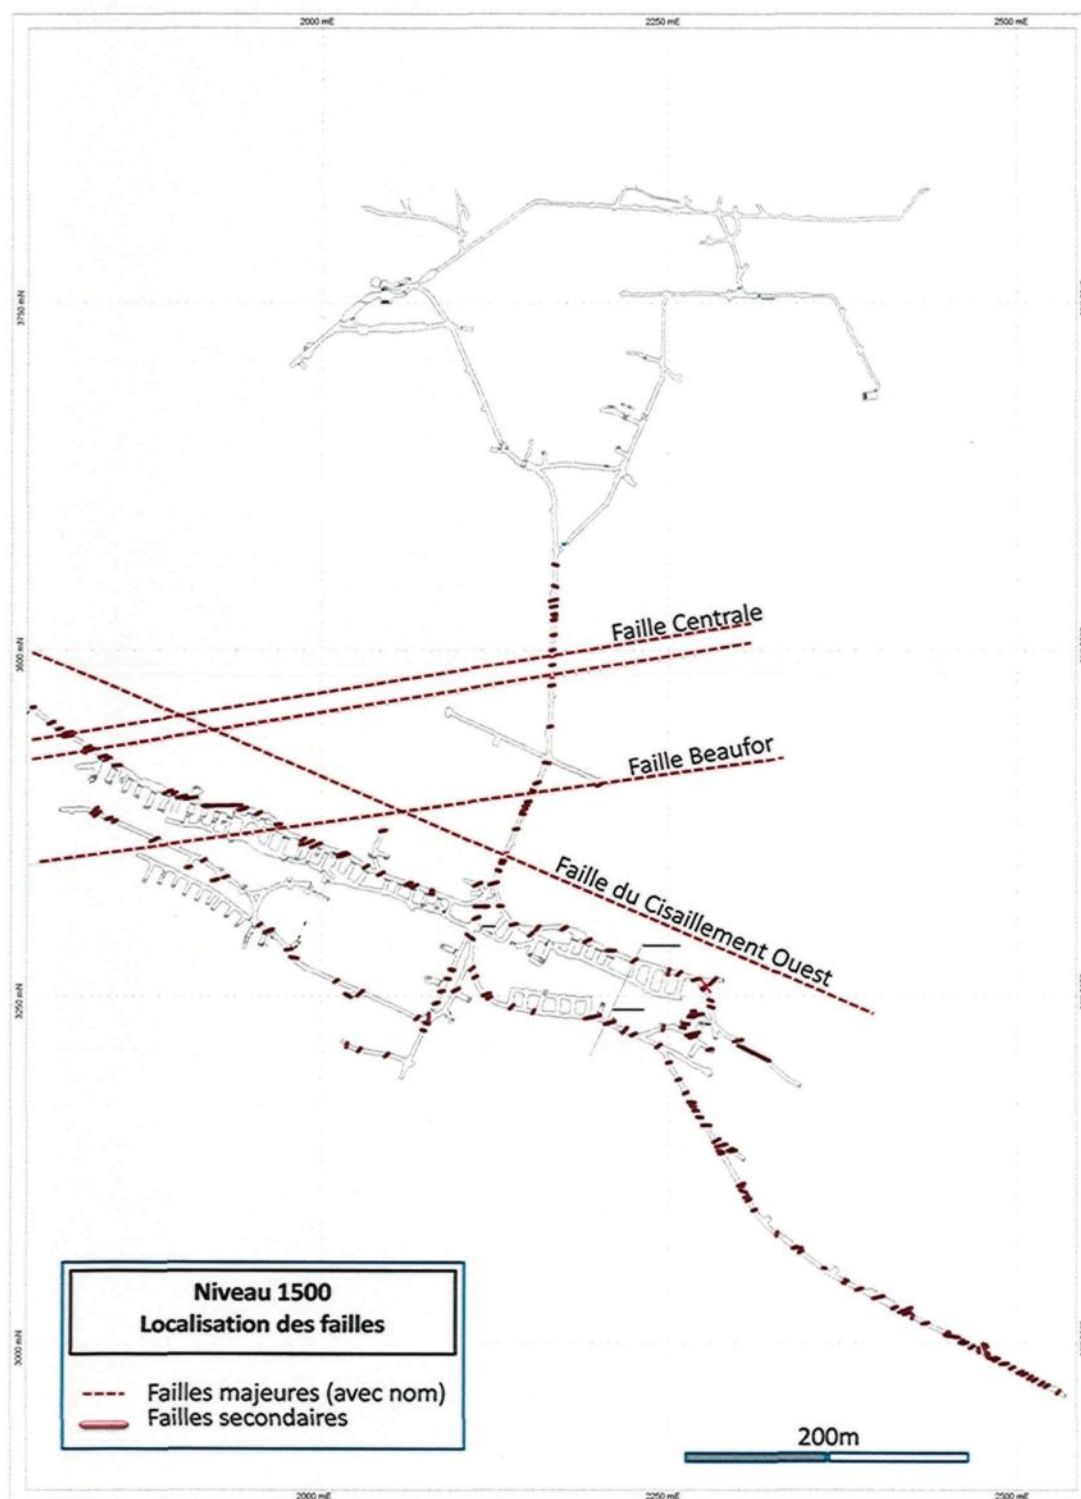 2000 mE
2250 mE
2500 mE
3750 mN
Faille Centrale
3500 mN
Faille Beaufor
Faille du Cisaillement Ouest
3250 mN
Niveau 1500
Localisation des failles
3000 mN
Failles majeures (avec nom)
Failles secondaires
200m
2000 mE
2250 mE
2500 mE